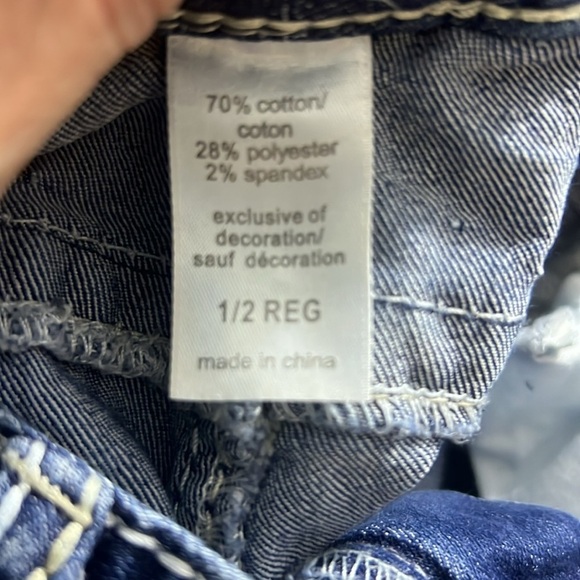 70% cotton/
coton
28% polyester
2% spandex
exclusive of
decoration/
sauf décoration
1/2 REG
made in china